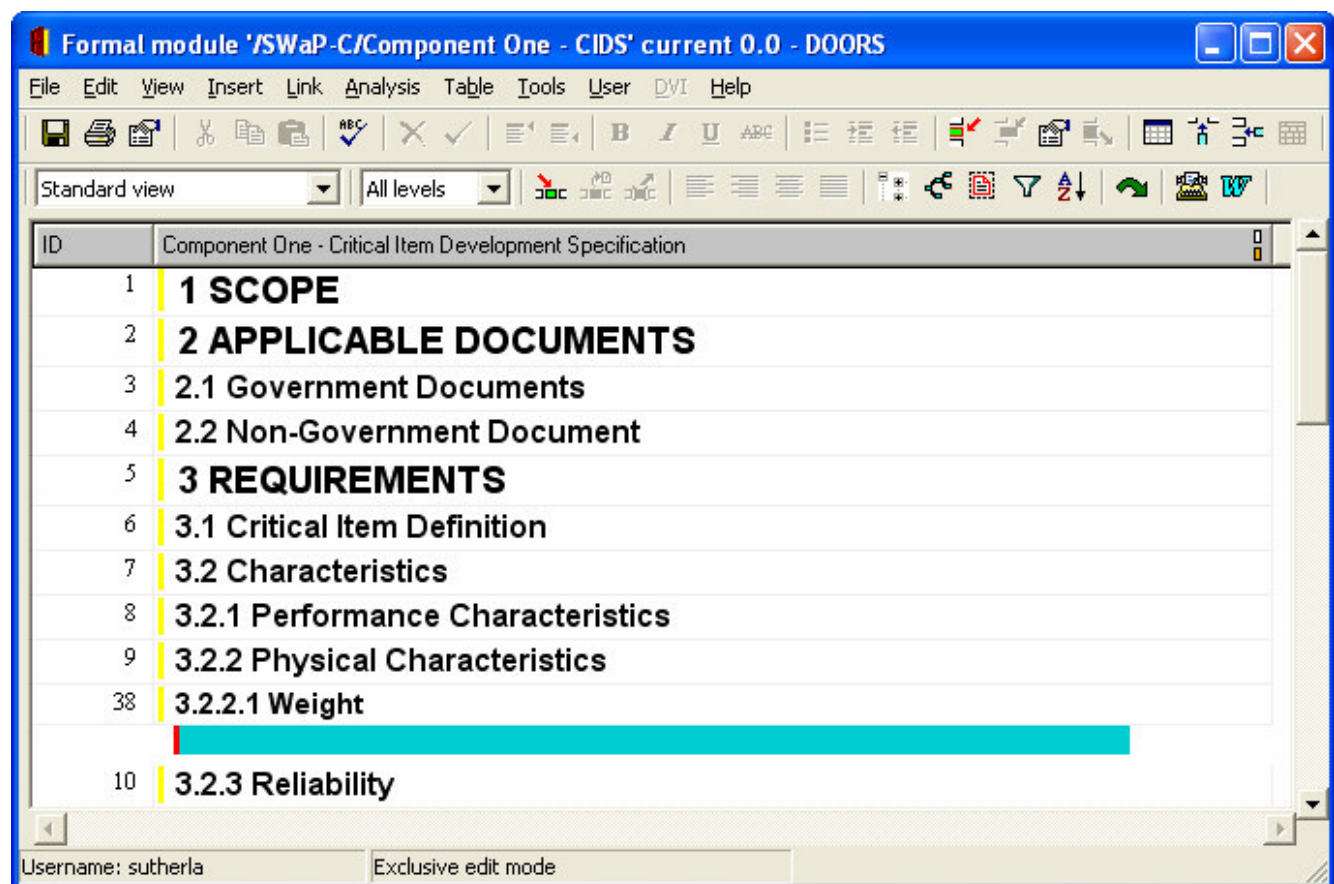 Formal module '/SWaP-C/Component One - CIDS' current 0.0 - DOORS
File Edit View Insert Link Analysis Table Tools User DVI Help
ABC B I U ABC
Standard view All levels A Z W
ID Component One - Critical Item Development Specification
1 1 SCOPE
2 2 APPLICABLE DOCUMENTS
3 2.1 Government Documents
4 2.2 Non-Government Document
5 3 REQUIREMENTS
6 3.1 Critical Item Definition
7 3.2 Characteristics
8 3.2.1 Performance Characteristics
9 3.2.2 Physical Characteristics
38 3.2.2.1 Weight
10 3.2.3 Reliability
Username: sutherla Exclusive edit mode